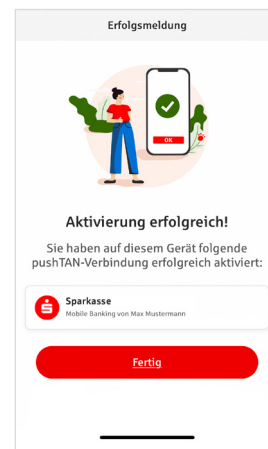 Erfolgsmeldung
OK
Aktivierung erfolgreich!
Sie haben auf diesem Gerät folgende
pushTAN-Verbindung erfolgreich aktiviert:
Sparkasse
Mobile Banking von Max Mustermann
Fertig